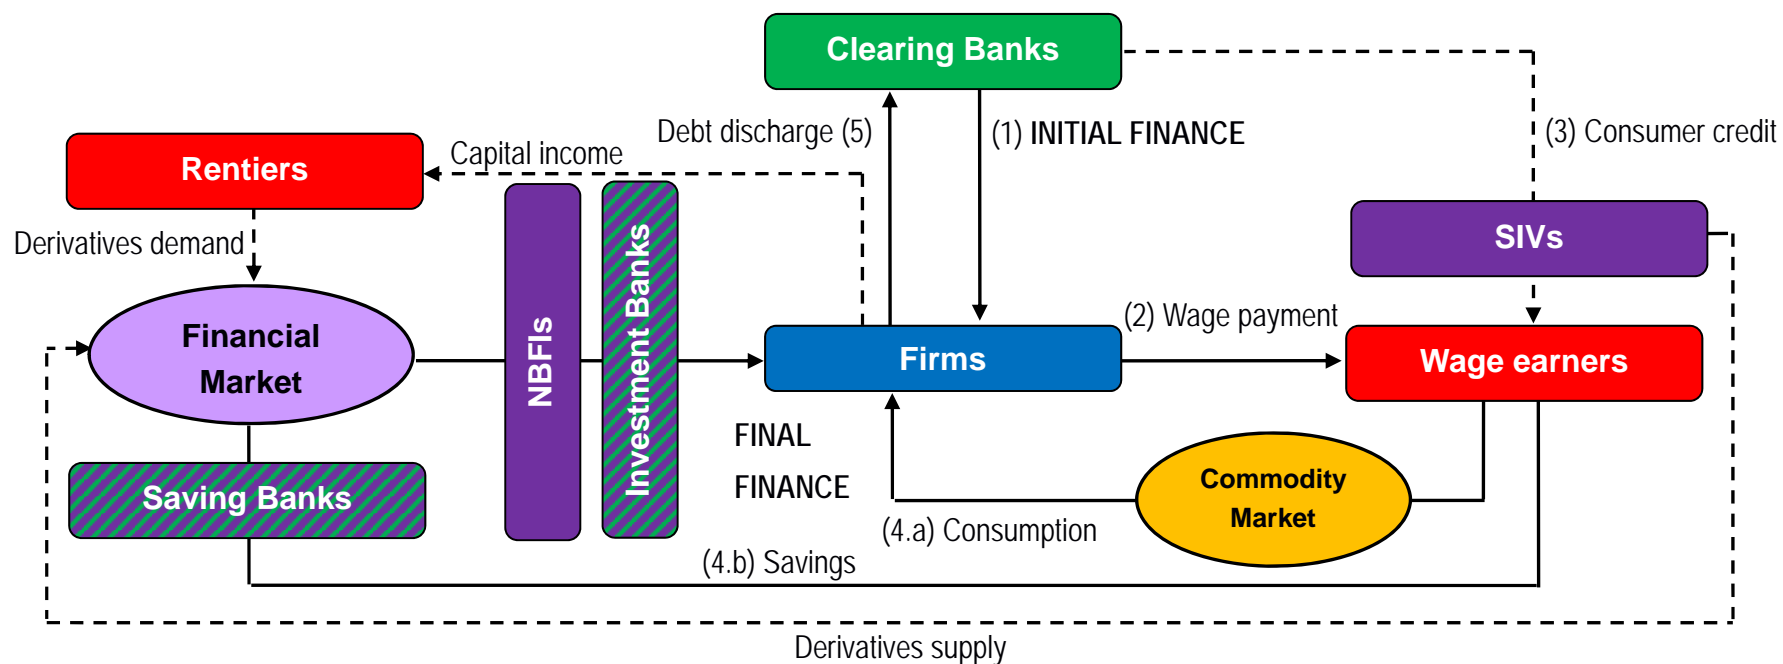 Clearing Banks
Debt discharge (5)
(1) INITIAL FINANCE
(3) Consumer credit
Capital income
Rentiers
Derivatives demand
SIVs
Financial
Market
NBFIs
Investment Banks
Firms
(2) Wage payment
Wage earners
FINAL
FINANCE
Commodity
Market
Saving Banks
(4.a) Consumption
(4.b) Savings
Derivatives supply